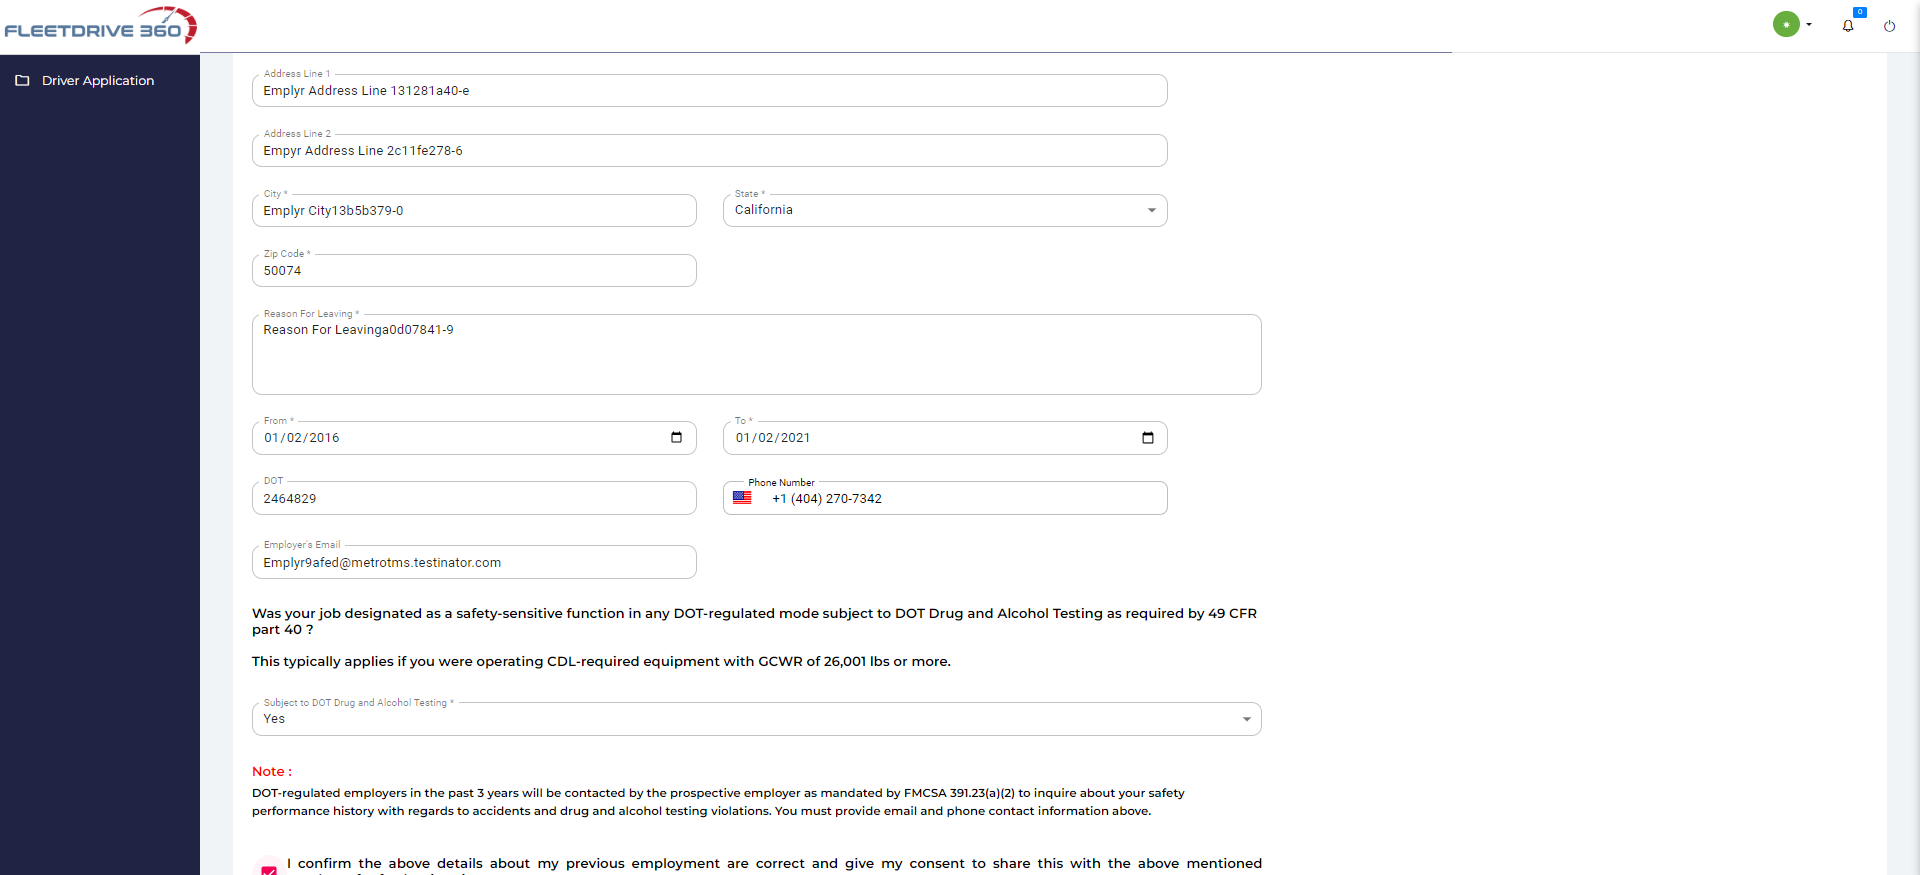 FLEETDRIVE 360
0
Driver Application
Address Line 1
Emplyr Address Line 131281a40-e
Address Line 2
Empyr Address Line 2c11fe278-6
City *
Emplyr City13b5b379-0
State *
California
Zip Code *
50074
Reason For Leaving *
Reason For Leavinga0d07841-9
From *
01/02/2016
To *
01/02/2021
DOT
2464829
Phone Number
+1 (404) 270-7342
Employer's Email
Emplyr9afed@metrotms.testinator.com
Was your job designated as a safety-sensitive function in any DOT-regulated mode subject to DOT Drug and Alcohol Testing as required by 49 CFR
part 40 ?
This typically applies if you were operating CDL-required equipment with GCWR of 26,001 lbs or more.
Subject to DOT Drug and Alcohol Testing *
Yes
Note :
DOT-regulated employers in the past 3 years will be contacted by the prospective employer as mandated by FMCSA 391.23(a)(2) to inquire about your safety
performance history with regards to accidents and drug and alcohol testing violations. You must provide email and phone contact information above.
I confirm the above details about my previous employment are correct and give my consent to share this with the above mentioned